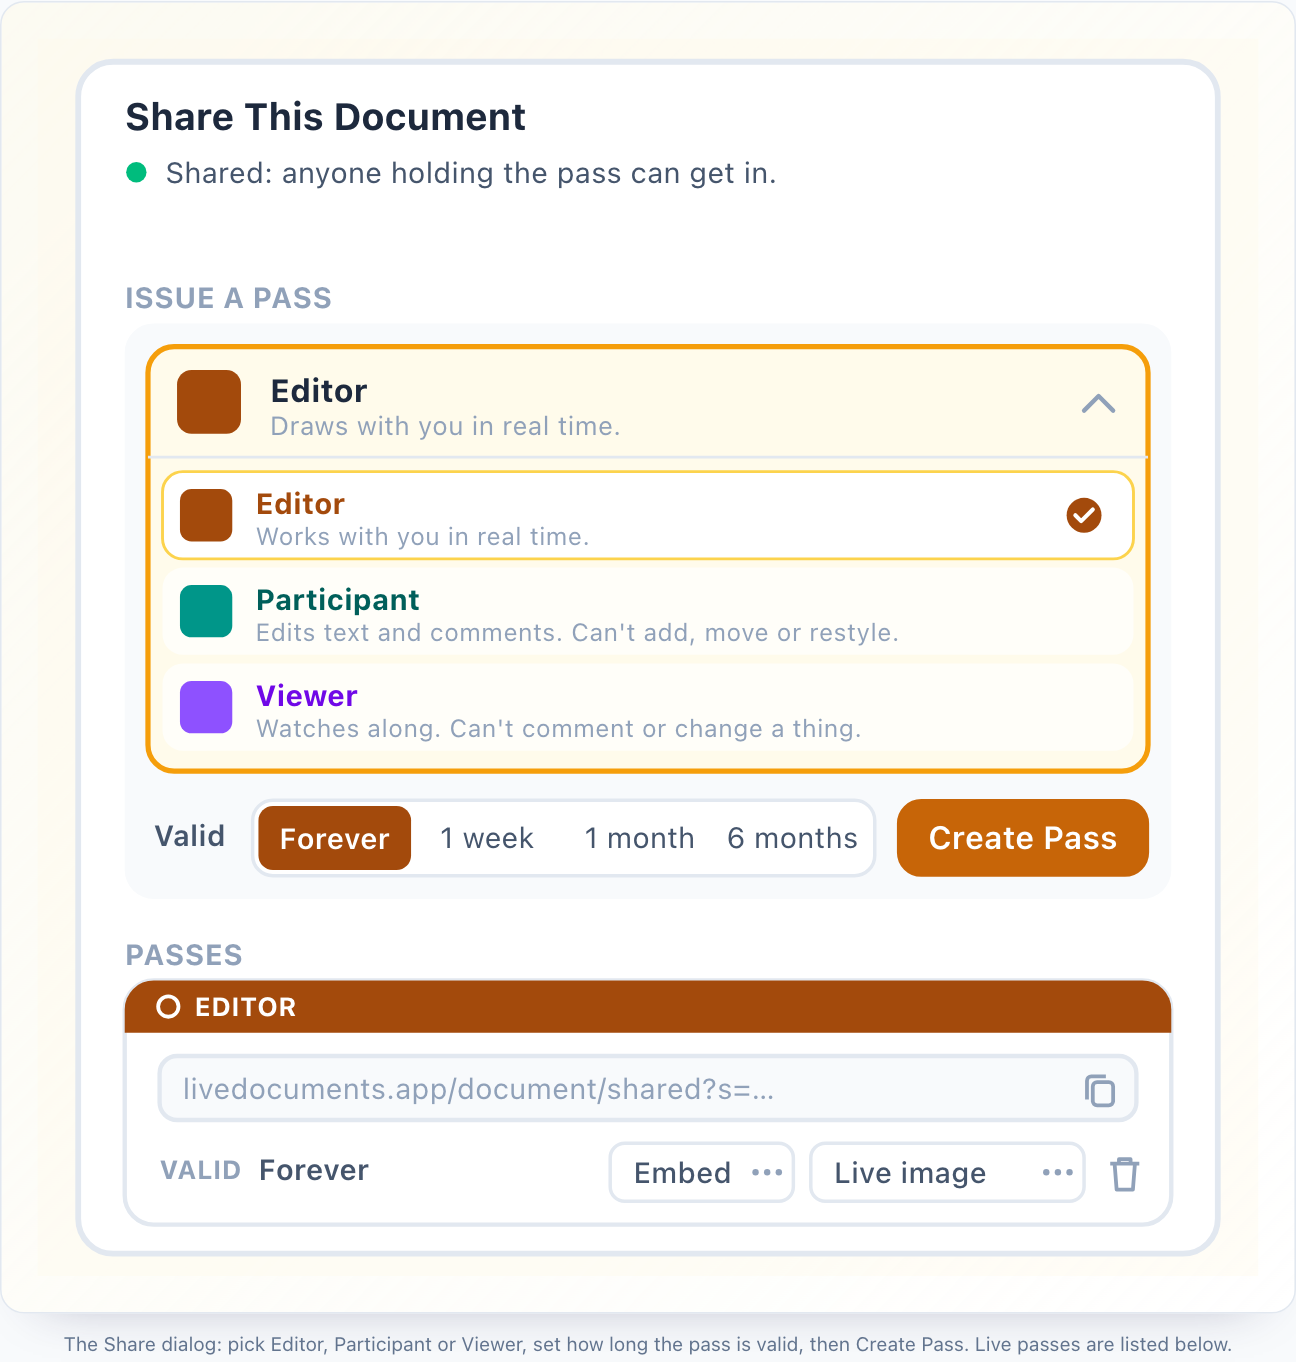 Share This Document
Shared: anyone holding the pass can get in.
ISSUE A PASS
Editor
Draws with you in real time.
Editor
Works with you in real time.
Participant
Edits text and comments. Can't add, move or restyle.
Viewer
Watches along. Can't comment or change a thing.
Valid Forever 1 week 1 month 6 months Create Pass
PASSES
EDITOR
livedocuments.app/document/shared?s=...
VALID Forever Embed ••• Live image •••
The Share dialog: pick Editor, Participant or Viewer, set how long the pass is valid, then Create Pass. Live passes are listed below.